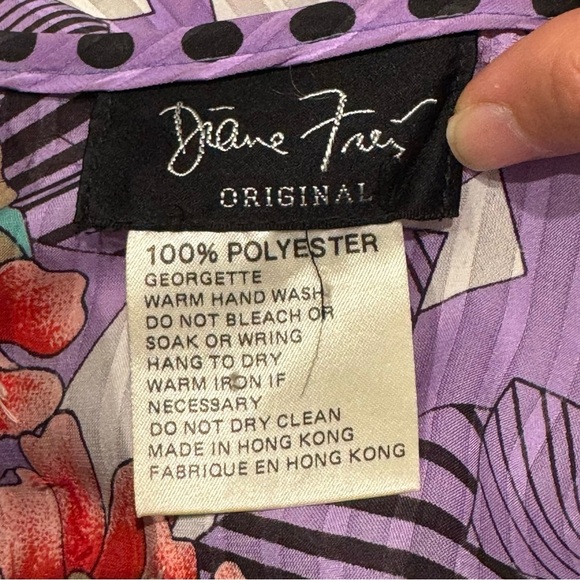 Diane Freis
ORIGINAL
100% POLYESTER
GEORGETTE
WARM HAND WASH
DO NOT BLEACH OR
SOAK OR WRING
HANG TO DRY
WARM IRON IF
NECESSARY
DO NOT DRY CLEAN
MADE IN HONG KONG
FABRIQUE EN HONG KONG